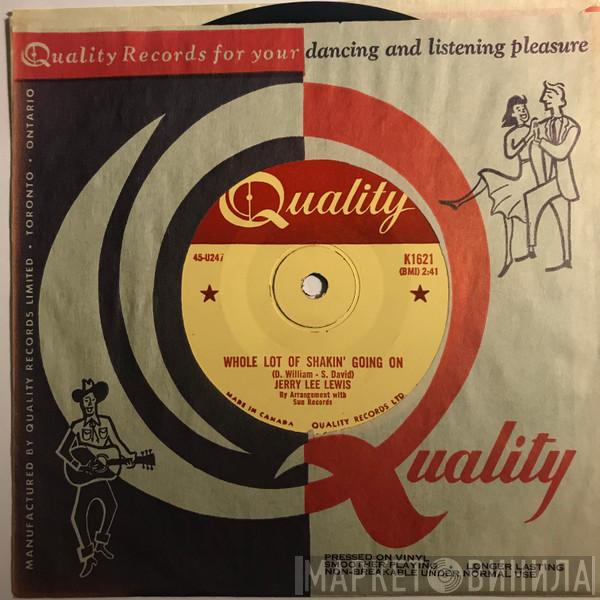 Quality Records for your dancing and listening pleasure
MANUFACTURED BY QUALITY RECORDS LIMITED • TORONTO • ONTARIO
Quality
45-U247
K1621
(BMI) 2:41
WHOLE LOT OF SHAKIN' GOING ON
(D. William - S. David)
JERRY LEE LEWIS
By Arrangement with
Sun Records
MADE IN CANADA
QUALITY RECORDS LTD.
Quality
PRESSED ON VINYL
SMOOTHER PLAYING LONGER LASTING
NON-BREAKABLE UNDER NORMAL USE
МАРКЕТ ВИНИЛА